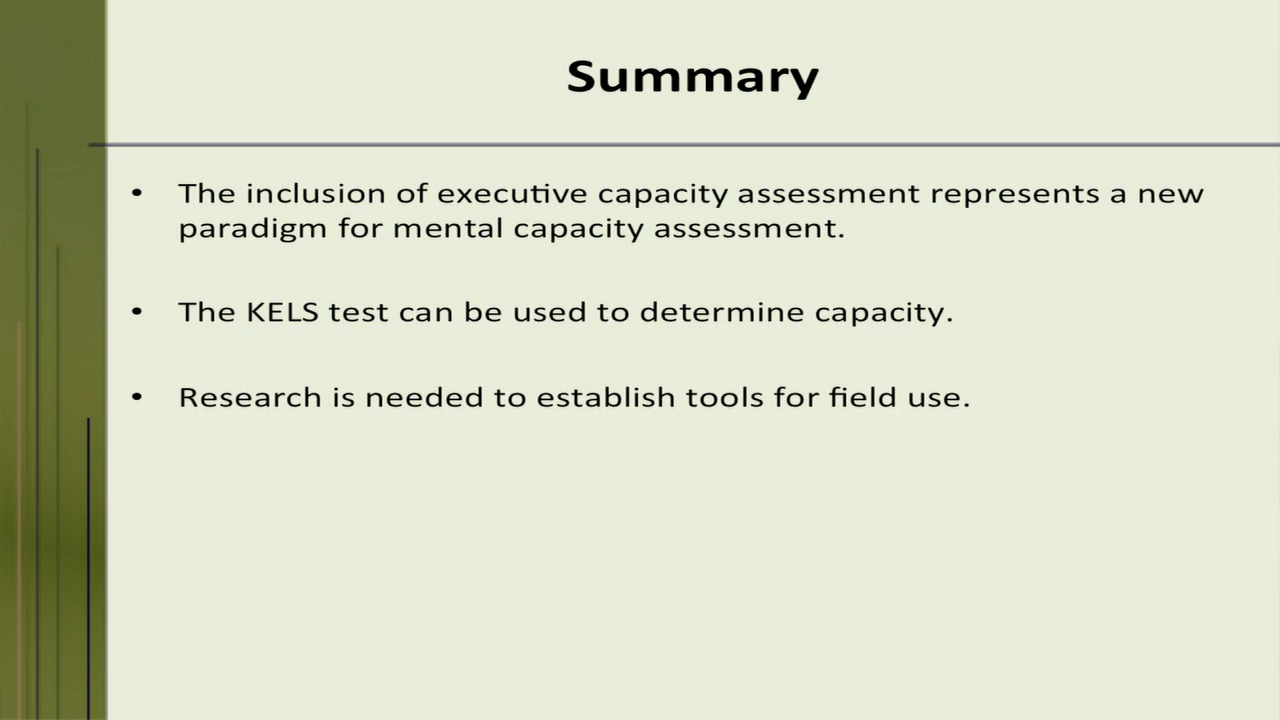 Summary
• The inclusion of executive capacity assessment represents a new
paradigm for mental capacity assessment.
• The KELS test can be used to determine capacity.
• Research is needed to establish tools for field use.